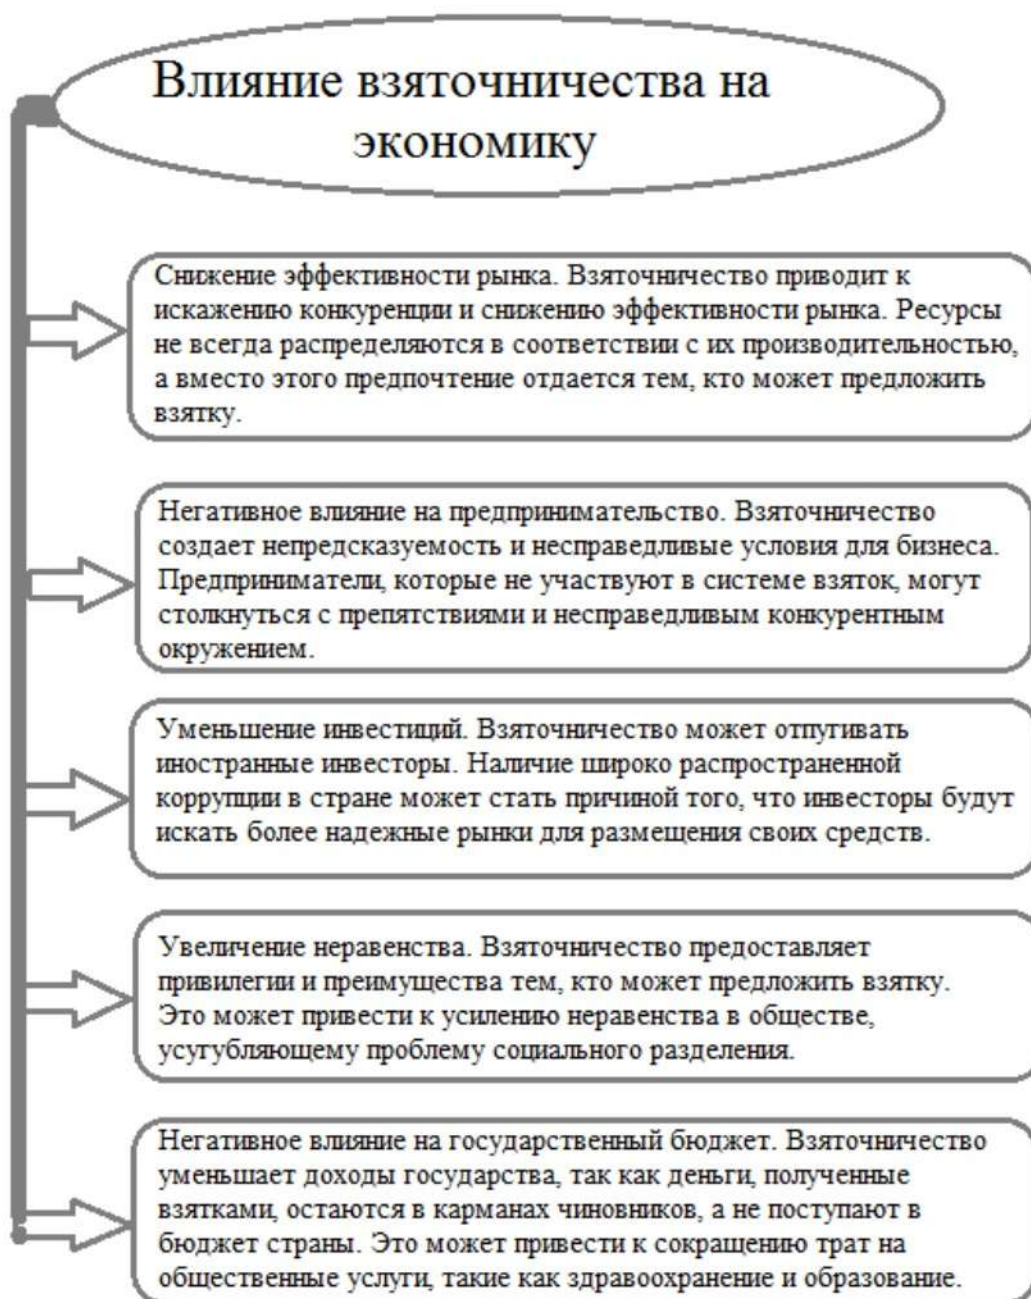 Влияние взяточничества на
экономику
Снижение эффективности рынка. Взяточничество приводит к
искажению конкуренции и снижению эффективности рынка. Ресурсы
не всегда распределяются в соответствии с их производительностью,
а вместо этого предпочтение отдается тем, кто может предложить
взятку.
Негативное влияние на предпринимательство. Взяточничество
создает непредсказуемость и несправедливые условия для бизнеса.
Предприниматели, которые не участвуют в системе взяток, могут
столкнуться с препятствиями и несправедливым конкурентным
окружением.
Уменьшение инвестиций. Взяточничество может отпугивать
иностранные инвесторы. Наличие широко распространенной
коррупции в стране может стать причиной того, что инвесторы будут
искать более надежные рынки для размещения своих средств.
Увеличение неравенства. Взяточничество предоставляет
привилегии и преимущества тем, кто может предложить взятку.
Это может привести к усилению неравенства в обществе,
усугубляющему проблему социального разделения.
Негативное влияние на государственный бюджет. Взяточничество
уменьшает доходы государства, так как деньги, полученные
взятками, остаются в карманах чиновников, а не поступают в
бюджет страны. Это может привести к сокращению трат на
общественные услуги, такие как здравоохранение и образование.